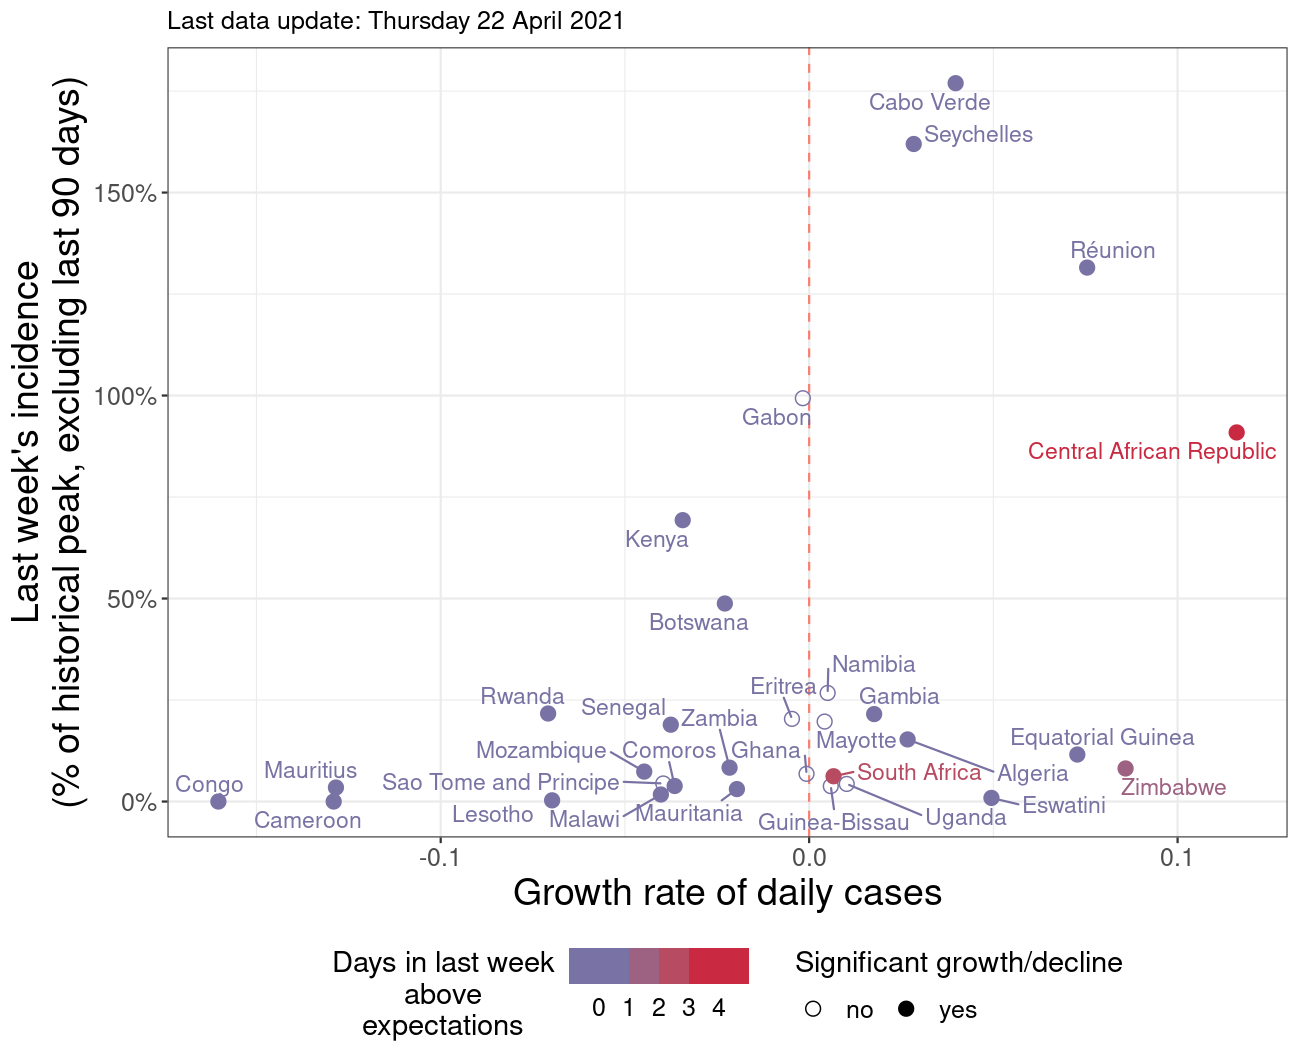 Last data update: Thursday 22 April 2021
Last week's incidence
(% of historical peak, excluding last 90 days)
150%
100%
50%
0%
Cabo Verde
Seychelles
Réunion
Gabon
Central African Republic
Kenya
Botswana
Namibia
Eritrea
Rwanda
Senegal
Gambia
Zambia
Mayotte
Equatorial Guinea
Mozambique
Comoros
Ghana
Mauritius
South Africa
Algeria
Congo
Sao Tome and Principe
Zimbabwe
Eswatini
Lesotho
Malawi
Mauritania
Cameroon
Guinea-Bissau
Uganda
-0.1
0.0
0.1
Growth rate of daily cases
Days in last week
above
expectations
0 1 2 3 4
Significant growth/decline
no
yes